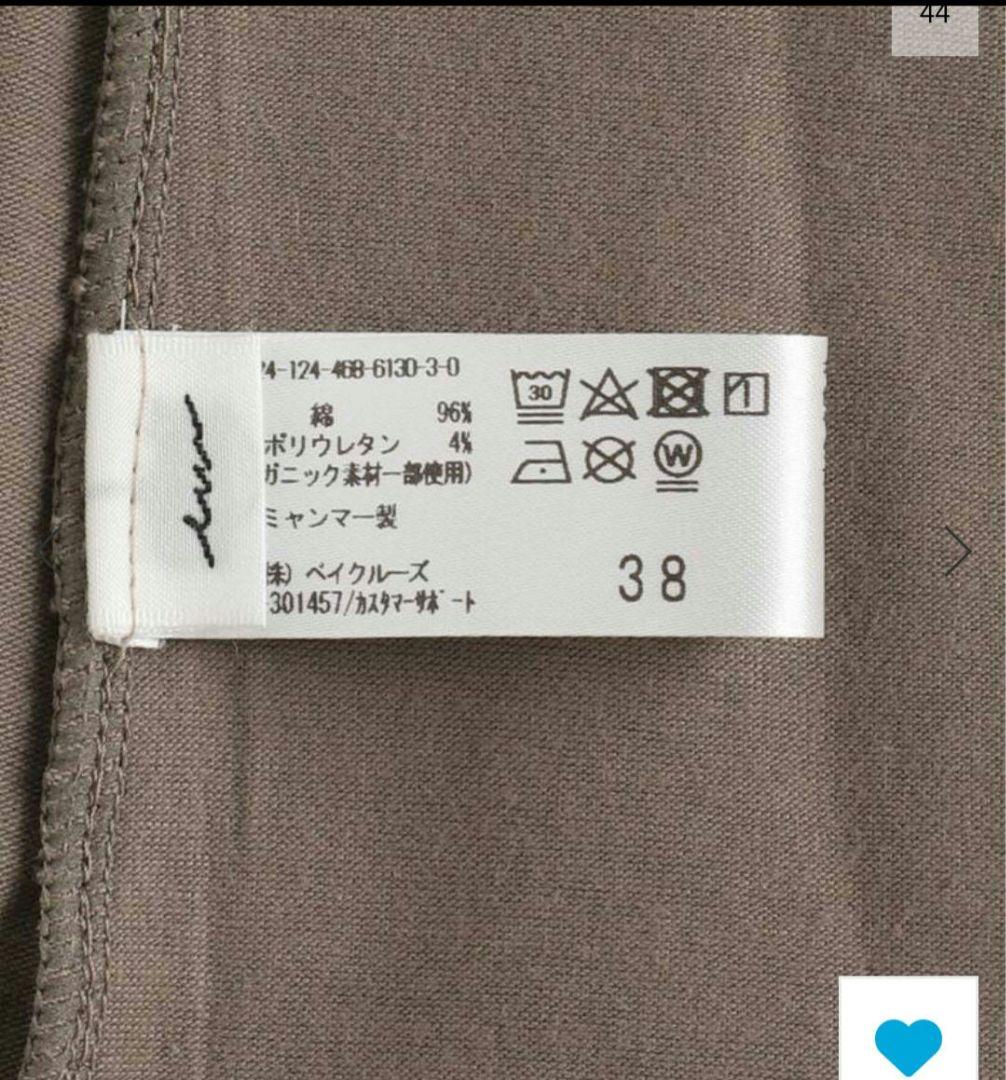 44
24-124-468-6130-3-0
綿 96%
ポリウレタン 4%
ガニック素材一部使用)
ミャンマー製
株) ベイクルーズ
301457/ｶｽﾀﾏｰｻﾎﾟｰﾄ
30
W
38